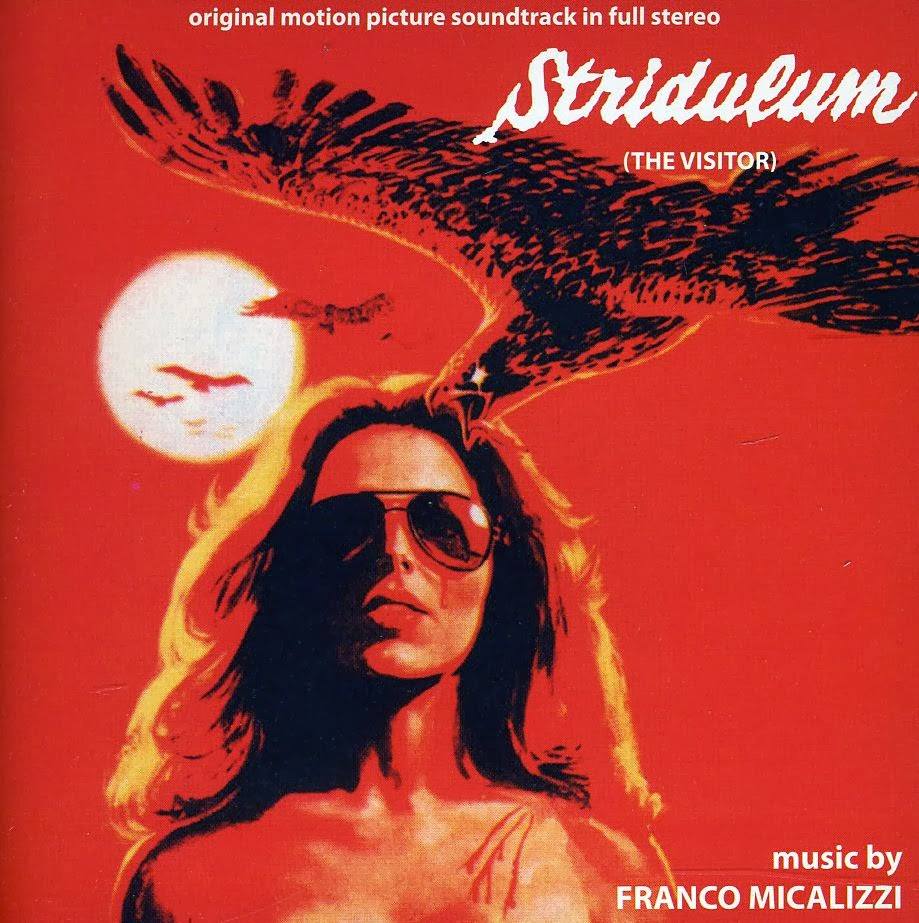 original motion picture soundtrack in full stereo
Stridulum
(THE VISITOR)
music by
FRANCO MICALIZZI